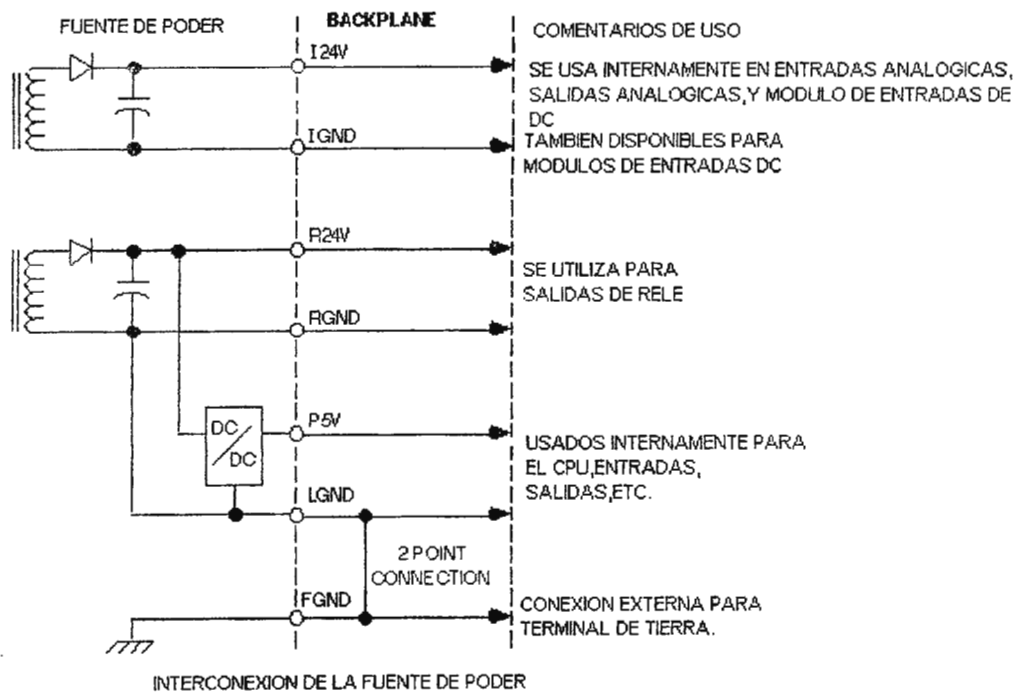 FUENTE DE PODER
BACKPLANE
COMENTARIOS DE USO
I24V
SE USA INTERNAMENTE EN ENTRADAS ANALOGICAS,
SALIDAS ANALOGICAS,Y MODULO DE ENTRADAS DE
DC
IGND
TAMBIEN DISPONIBLES PARA
MODULOS DE ENTRADAS DC
R24V
SE UTILIZA PARA
SALIDAS DE RELE
RGND
P5V
DC
DC
USADOS INTERNAMENTE PARA
EL CPU,ENTRADAS,
SALIDAS,ETC.
LGND
2 POINT
CONNECTION
FGND
CONEXION EXTERNA PARA
TERMINAL DE TIERRA.
INTERCONEXION DE LA FUENTE DE PODER